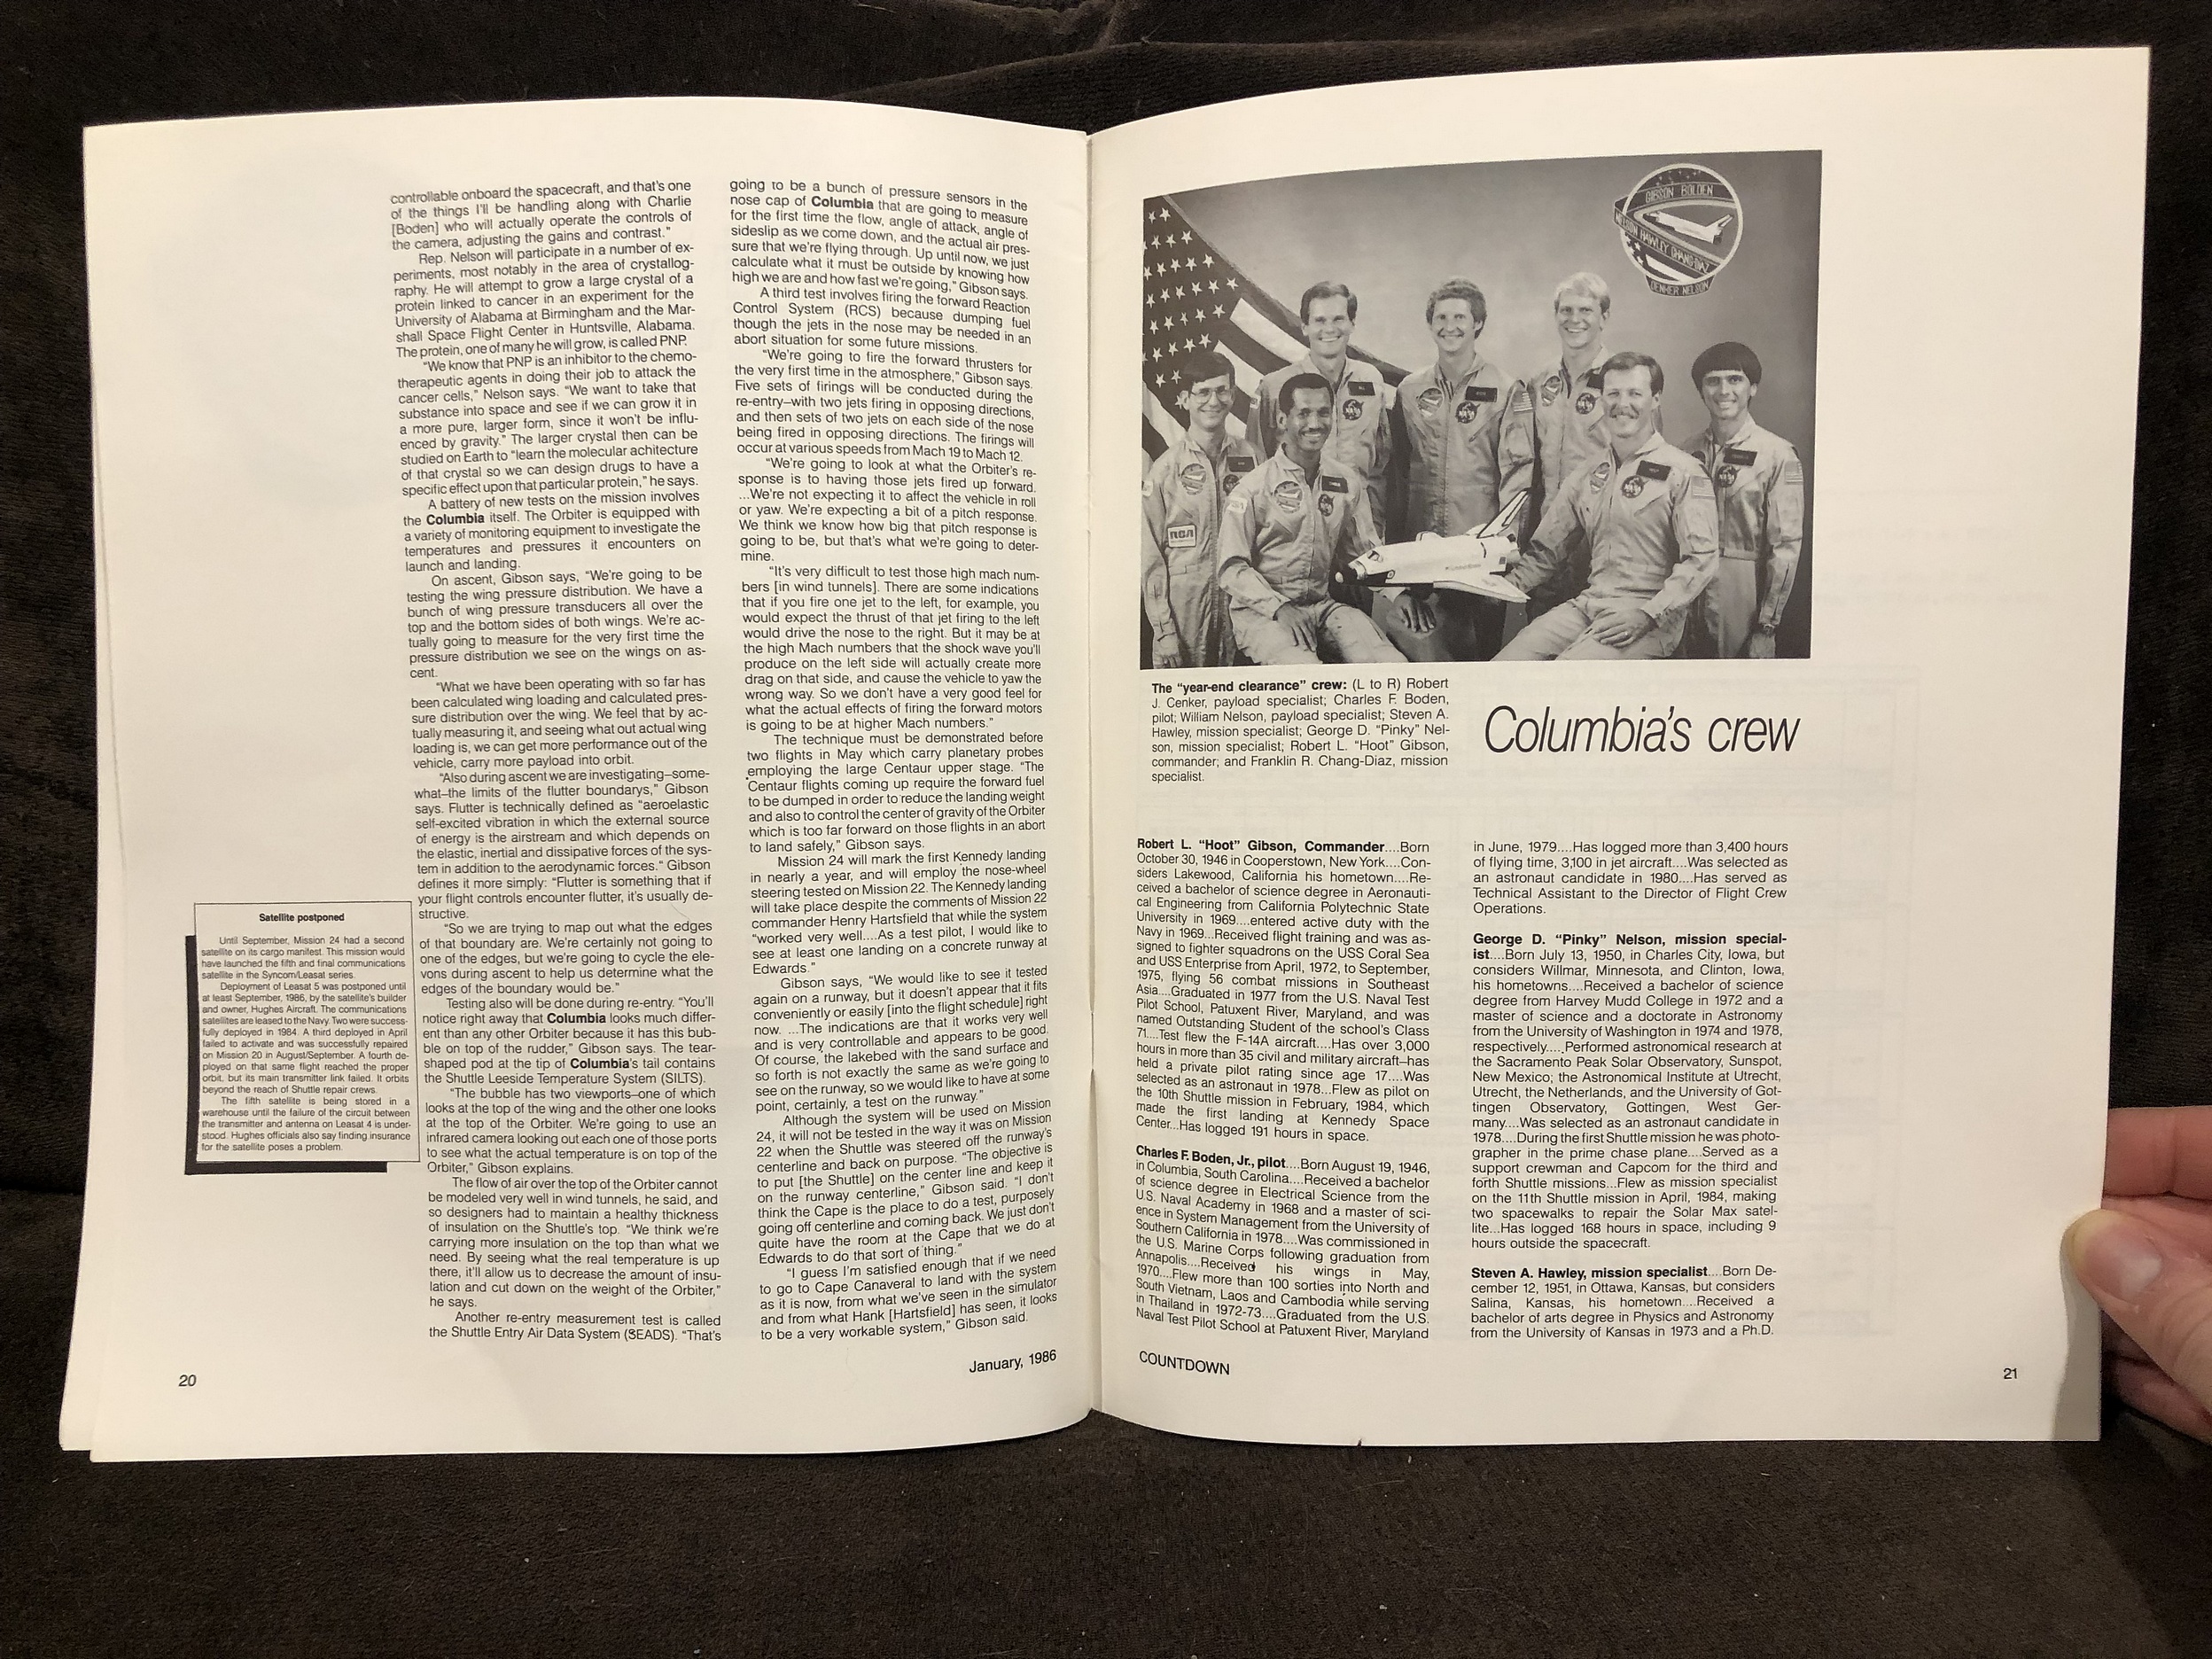 controllable onboard the spacecraft, and that's one
of the things I'll be handling along with Charlie
[Boden] who will actually operate the controls of
the camera, adjusting the gains and contrast."
Rep. Nelson will participate in a number of ex-
periments, most notably in the area of crystallog-
raphy. He will attempt to grow a large crystal of a
protein linked to cancer in an experiment for the
University of Alabama at Birmingham and the Mar-
shall Space Flight Center in Huntsville, Alabama.
The protein, one of many he will grow, is called PNP.
"We know that PNP is an inhibitor to the chemo-
therapeutic agents in doing their job to attack the
cancer cells," Nelson says. "We want to take that
substance into space and see if we can grow it in
a more pure, larger form, since it won't be influ-
enced by gravity." The larger crystal then can be
studied on Earth to "learn the molecular achitecture
of that crystal so we can design drugs to have a
specific effect upon that particular protein," he says.
A battery of new tests on the mission involves
the Columbia itself. The Orbiter is equipped with
a variety of monitoring equipment to investigate the
temperatures and pressures it encounters on
launch and landing.
On ascent, Gibson says, "We're going to be
testing the wing pressure distribution. We have a
bunch of wing pressure transducers all over the
top and the bottom sides of both wings. We're ac-
tually going to measure for the very first time the
pressure distribution we see on the wings on as-
cent.
"What we have been operating with so far has
been calculated wing loading and calculated pres-
sure distribution over the wing. We feel that by ac-
tually measuring it, and seeing what out actual wing
loading is, we can get more performance out of the
vehicle, carry more payload into orbit.
"Also during ascent we are investigating—some-
what—the limits of the flutter boundarys," Gibson
says. Flutter is technically defined as "aeroelastic
self-excited vibration in which the external source
of energy is the airstream and which depends on
the elastic, inertial and dissipative forces of the sys-
tem in addition to the aerodynamic forces." Gibson
defines it more simply: "Flutter is something that if
your flight controls encounter flutter, it's usually de-
structive.
"So we are trying to map out what the edges
of that boundary are. We're certainly not going to
one of the edges, but we're going to cycle the ele-
vons during ascent to help us determine what the
edges of the boundary would be."
Testing also will be done during re-entry. "You'll
notice right away that Columbia looks much differ-
ent than any other Orbiter because it has this bub-
ble on top of the rudder," Gibson says. The tear-
shaped pod at the tip of Columbia's tail contains
the Shuttle Leeside Temperature System (SILTS).
"The bubble has two viewports—one of which
looks at the top of the wing and the other one looks
at the top of the Orbiter. We're going to use an
infrared camera looking out each one of those ports
to see what the actual temperature is on top of the
Orbiter," Gibson explains.
The flow of air over the top of the Orbiter cannot
be modeled very well in wind tunnels, he said, and
so designers had to maintain a healthy thickness
of insulation on the Shuttle's top. "We think we're
carrying more insulation on the top than what we
need. By seeing what the real temperature is up
there, it'll allow us to decrease the amount of insu-
lation and cut down on the weight of the Orbiter,"
he says.
Another re-entry measurement test is called
the Shuttle Entry Air Data System (SEADS). "That's
Satellite postponed
Until September, Mission 24 had a second
satellite on its cargo manifest. This mission would
have launched the fifth and final communications
satellite in the Syncom/Leasat series.
Deployment of Leasat 5 was postponed until
at least September, 1986, by the satellite's builder
and owner, Hughes Aircraft. The communications
satellites are leased to the Navy. Two were success-
fully deployed in 1984. A third deployed in April
failed to activate and was successfully repaired
on Mission 20 in August/September. A fourth de-
ployed on that same flight reached the proper
orbit, but its main transmitter link failed. It orbits
beyond the reach of Shuttle repair crews.
The fifth satellite is being stored in a
warehouse until the failure of the circuit between
the transmitter and antenna on Leasat 4 is under-
stood. Hughes officials also say finding insurance
for the satellite poses a problem.
going to be a bunch of pressure sensors in the
nose cap of Columbia that are going to measure
for the first time the flow, angle of attack, angle of
sideslip as we come down, and the actual air pres-
sure that we're flying through. Up until now, we just
calculate what it must be outside by knowing how
high we are and how fast we're going," Gibson says.
A third test involves firing the forward Reaction
Control System (RCS) because dumping fuel
though the jets in the nose may be needed in an
abort situation for some future missions.
"We're going to fire the forward thrusters for
the very first time in the atmosphere," Gibson says.
Five sets of firings will be conducted during the
re-entry—with two jets firing in opposing directions,
and then sets of two jets on each side of the nose
being fired in opposing directions. The firings will
occur at various speeds from Mach 19 to Mach 12.
"We're going to look at what the Orbiter's re-
sponse is to having those jets fired up forward.
...We're not expecting it to affect the vehicle in roll
or yaw. We're expecting a bit of a pitch response.
We think we know how big that pitch response is
going to be, but that's what we're going to deter-
mine.
"It's very difficult to test those high mach num-
bers [in wind tunnels]. There are some indications
that if you fire one jet to the left, for example, you
would expect the thrust of that jet firing to the left
would drive the nose to the right. But it may be at
the high Mach numbers that the shock wave you'll
produce on the left side will actually create more
drag on that side, and cause the vehicle to yaw the
wrong way. So we don't have a very good feel for
what the actual effects of firing the forward motors
is going to be at higher Mach numbers."
The technique must be demonstrated before
two flights in May which carry planetary probes
employing the large Centaur upper stage. "The
Centaur flights coming up require the forward fuel
to be dumped in order to reduce the landing weight
and also to control the center of gravity of the Orbiter
which is too far forward on those flights in an abort
to land safely," Gibson says.
Mission 24 will mark the first Kennedy landing
in nearly a year, and will employ the nose-wheel
steering tested on Mission 22. The Kennedy landing
will take place despite the comments of Mission 22
commander Henry Hartsfield that while the system
"worked very well....As a test pilot, I would like to
see at least one landing on a concrete runway at
Edwards."
Gibson says, "We would like to see it tested
again on a runway, but it doesn't appear that it fits
conveniently or easily [into the flight schedule] right
now. ...The indications are that it works very well
and is very controllable and appears to be good.
Of course, the lakebed with the sand surface and
so forth is not exactly the same as we're going to
see on the runway, so we would like to have at some
point, certainly, a test on the runway."
Although the system will be used on Mission
24, it will not be tested in the way it was on Mission
22 when the Shuttle was steered off the runway's
centerline and back on purpose. "The objective is
to put [the Shuttle] on the center line and keep it
on the runway centerline," Gibson said. "I don't
think the Cape is the place to do a test, purposely
going off centerline and coming back. We just don't
quite have the room at the Cape that we do at
Edwards to do that sort of thing."
"I guess I'm satisfied enough that if we need
to go to Cape Canaveral to land with the system
as it is now, from what we've seen in the simulator
and from what Hank [Hartsfield] has seen, it looks
to be a very workable system," Gibson said.
20
January, 1986
GIBSON BOLDEN
NELSON HAWLEY CHANG-DIAZ
CENKER NELSON
RCA
The "year-end clearance" crew: (L to R) Robert
J. Cenker, payload specialist; Charles F. Boden,
pilot; William Nelson, payload specialist; Steven A.
Hawley, mission specialist; George D. "Pinky" Nel-
son, mission specialist; Robert L. "Hoot" Gibson,
commander; and Franklin R. Chang-Diaz, mission
specialist.
Columbia's crew
Robert L. "Hoot" Gibson, Commander....Born
October 30, 1946 in Cooperstown, New York....Con-
siders Lakewood, California his hometown....Re-
ceived a bachelor of science degree in Aeronauti-
cal Engineering from California Polytechnic State
University in 1969....entered active duty with the
Navy in 1969...Received flight training and was as-
signed to fighter squadrons on the USS Coral Sea
and USS Enterprise from April, 1972, to September,
1975, flying 56 combat missions in Southeast
Asia....Graduated in 1977 from the U.S. Naval Test
Pilot School, Patuxent River, Maryland, and was
named Outstanding Student of the school's Class
71....Test flew the F-14A aircraft....Has over 3,000
hours in more than 35 civil and military aircraft—has
held a private pilot rating since age 17....Was
selected as an astronaut in 1978...Flew as pilot on
the 10th Shuttle mission in February, 1984, which
made the first landing at Kennedy Space
Center...Has logged 191 hours in space.
Charles F. Boden, Jr., pilot....Born August 19, 1946,
in Columbia, South Carolina....Received a bachelor
of science degree in Electrical Science from the
U.S. Naval Academy in 1968 and a master of sci-
ence in System Management from the University of
Southern California in 1978....Was commissioned in
the U.S. Marine Corps following graduation from
Annapolis....Received his wings in May,
1970....Flew more than 100 sorties into North and
South Vietnam, Laos and Cambodia while serving
in Thailand in 1972-73....Graduated from the U.S.
Naval Test Pilot School at Patuxent River, Maryland
in June, 1979....Has logged more than 3,400 hours
of flying time, 3,100 in jet aircraft....Was selected as
an astronaut candidate in 1980....Has served as
Technical Assistant to the Director of Flight Crew
Operations.
George D. "Pinky" Nelson, mission special-
ist....Born July 13, 1950, in Charles City, Iowa, but
considers Willmar, Minnesota, and Clinton, Iowa,
his hometowns....Received a bachelor of science
degree from Harvey Mudd College in 1972 and a
master of science and a doctorate in Astronomy
from the University of Washington in 1974 and 1978,
respectively....Performed astronomical research at
the Sacramento Peak Solar Observatory, Sunspot,
New Mexico; the Astronomical Institute at Utrecht,
Utrecht, the Netherlands, and the University of Got-
tingen Observatory, Gottingen, West Ger-
many....Was selected as an astronaut candidate in
1978....During the first Shuttle mission he was photo-
grapher in the prime chase plane....Served as a
support crewman and Capcom for the third and
forth Shuttle missions...Flew as mission specialist
on the 11th Shuttle mission in April, 1984, making
two spacewalks to repair the Solar Max satel-
lite...Has logged 168 hours in space, including 9
hours outside the spacecraft.
Steven A. Hawley, mission specialist....Born De-
cember 12, 1951, in Ottawa, Kansas, but considers
Salina, Kansas, his hometown....Received a
bachelor of arts degree in Physics and Astronomy
from the University of Kansas in 1973 and a Ph.D.
COUNTDOWN
21